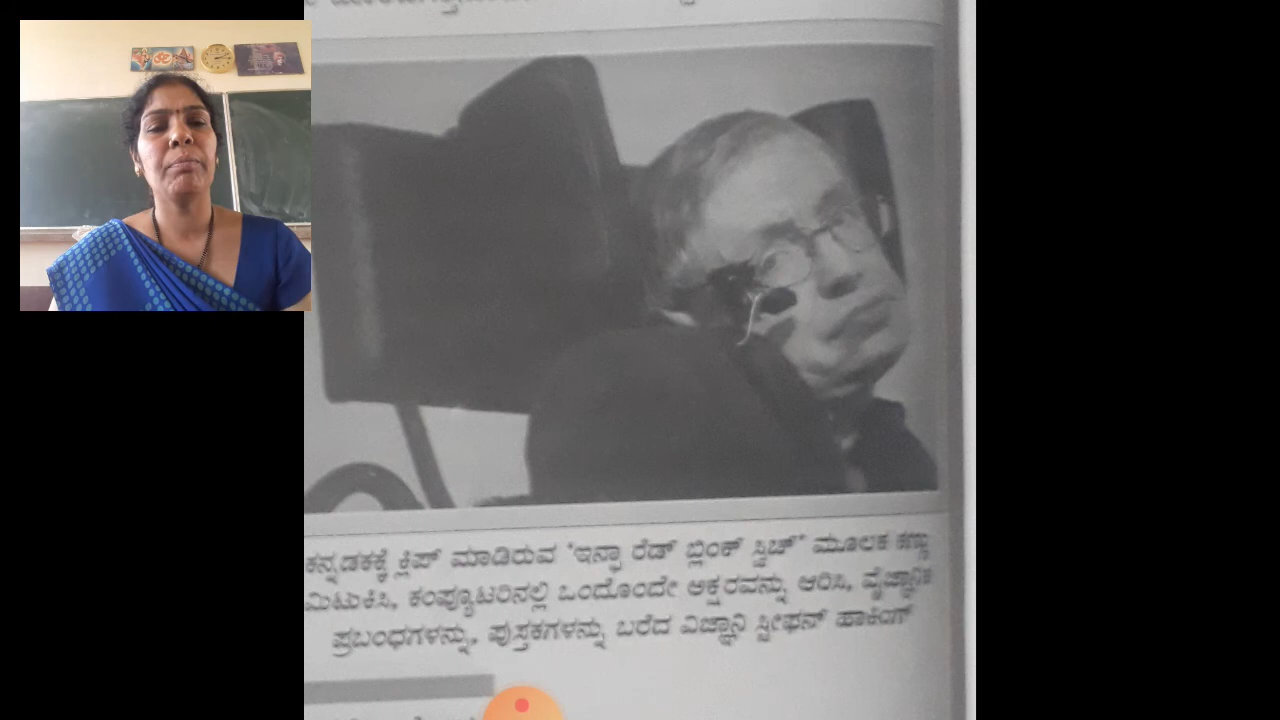 ಕನ್ನಡಕಕ್ಕೆ ಕ್ಲಿಪ್ ಮಾಡಿರುವ 'ಇನ್ಫ್ರಾ ರೆಡ್ ಬ್ಲಿಂಕ್ ಸ್ವಿಚ್' ಮೂಲಕ ಕಣ್ಣು
ಮಿಟುಕಿಸಿ, ಕಂಪ್ಯೂಟರಿನಲ್ಲಿ ಒಂದೊಂದೇ ಅಕ್ಷರವನ್ನು ಆರಿಸಿ, ವೈಜ್ಞಾನಿಕ
ಪ್ರಬಂಧಗಳನ್ನು, ಪುಸ್ತಕಗಳನ್ನು ಬರೆದ ವಿಜ್ಞಾನಿ ಸ್ಟೀಫನ್ ಹಾಕಿಂಗ್